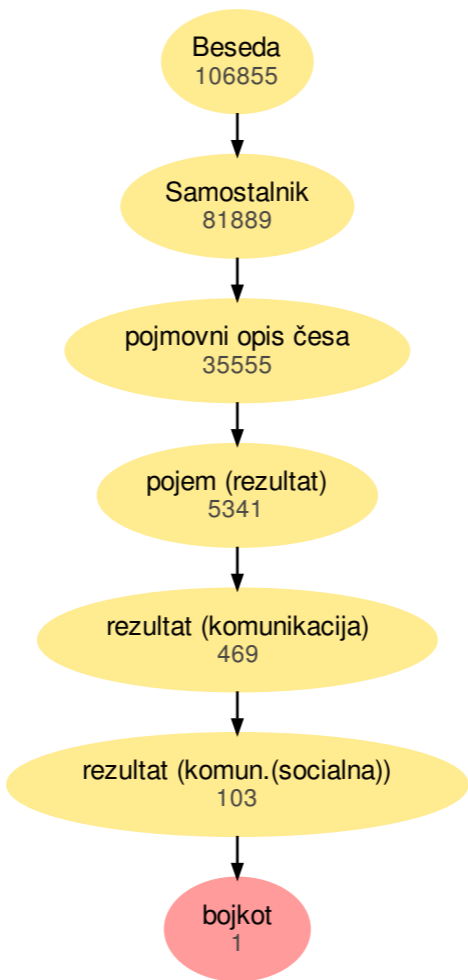 Beseda
106855
Samostalnik
81889
pojmovni opis česa
35555
pojem (rezultat)
5341
rezultat (komunikacija)
469
rezultat (komun.(socialna))
103
bojkot
1